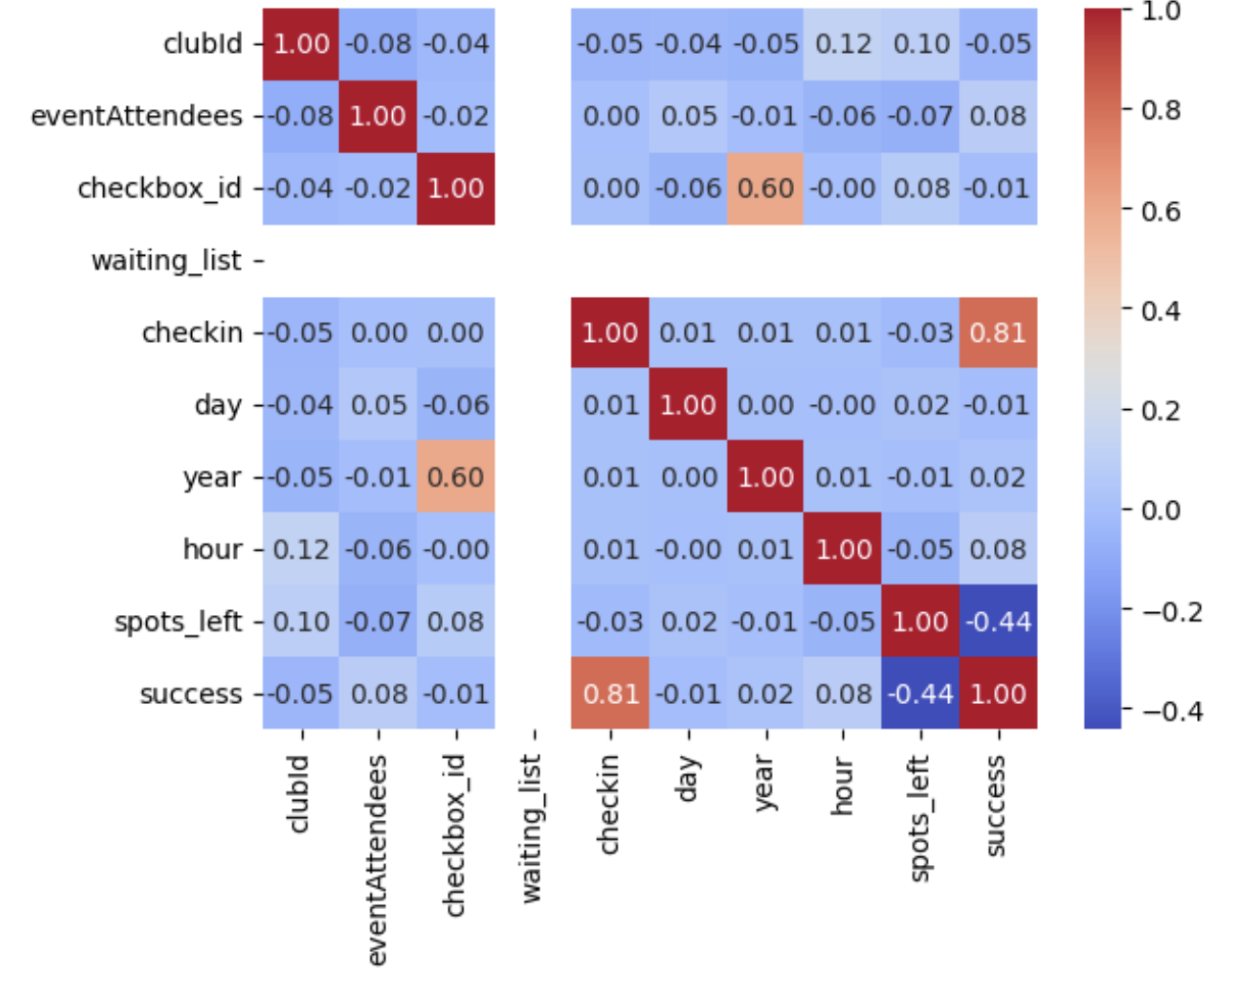 clubId 1.00 -0.08 -0.04 -0.05 -0.04 -0.05 0.12 0.10 -0.05
eventAttendees -0.08 1.00 -0.02 0.00 0.05 -0.01 -0.06 -0.07 0.08
checkbox_id -0.04 -0.02 1.00 0.00 -0.06 0.60 -0.00 0.08 -0.01
waiting_list
checkin -0.05 0.00 0.00 1.00 0.01 0.01 0.01 -0.03 0.81
day -0.04 0.05 -0.06 0.01 1.00 0.00 -0.00 0.02 -0.01
year -0.05 -0.01 0.60 0.01 0.00 1.00 0.01 -0.01 0.02
hour 0.12 -0.06 -0.00 0.01 -0.00 0.01 1.00 -0.05 0.08
spots_left 0.10 -0.07 0.08 -0.03 0.02 -0.01 -0.05 1.00 -0.44
success -0.05 0.08 -0.01 0.81 -0.01 0.02 0.08 -0.44 1.00
clubId
eventAttendees
checkbox_id
waiting_list
checkin
day
year
hour
spots_left
success
1.0
0.8
0.6
0.4
0.2
0.0
−0.2
−0.4